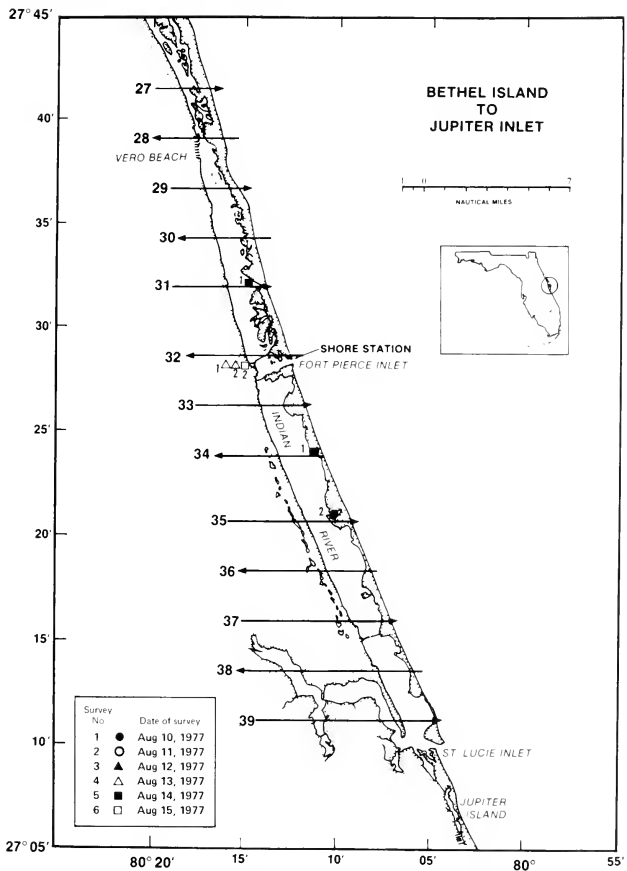 27°45′
BETHEL ISLAND
TO
JUPITER INLET
27
40′
28
VERO BEACH
1 0 7
NAUTICAL MILES
29
35′
30
31
1
30′
32
SHORE STATION
FORT PIERCE INLET
1 2 2
33
INDIAN
25′
34
1
2
35
20′
RIVER
36
37
15′
38
39
Survey
No Date of survey
1 ● Aug 10, 1977
2 ○ Aug 11, 1977
3 ▲ Aug 12, 1977
4 △ Aug 13, 1977
5 ■ Aug 14, 1977
6 □ Aug 15, 1977
10′
ST. LUCIE INLET
JUPITER
ISLAND
27°05′
80°20′ 15′ 10′ 05′ 80° 55′